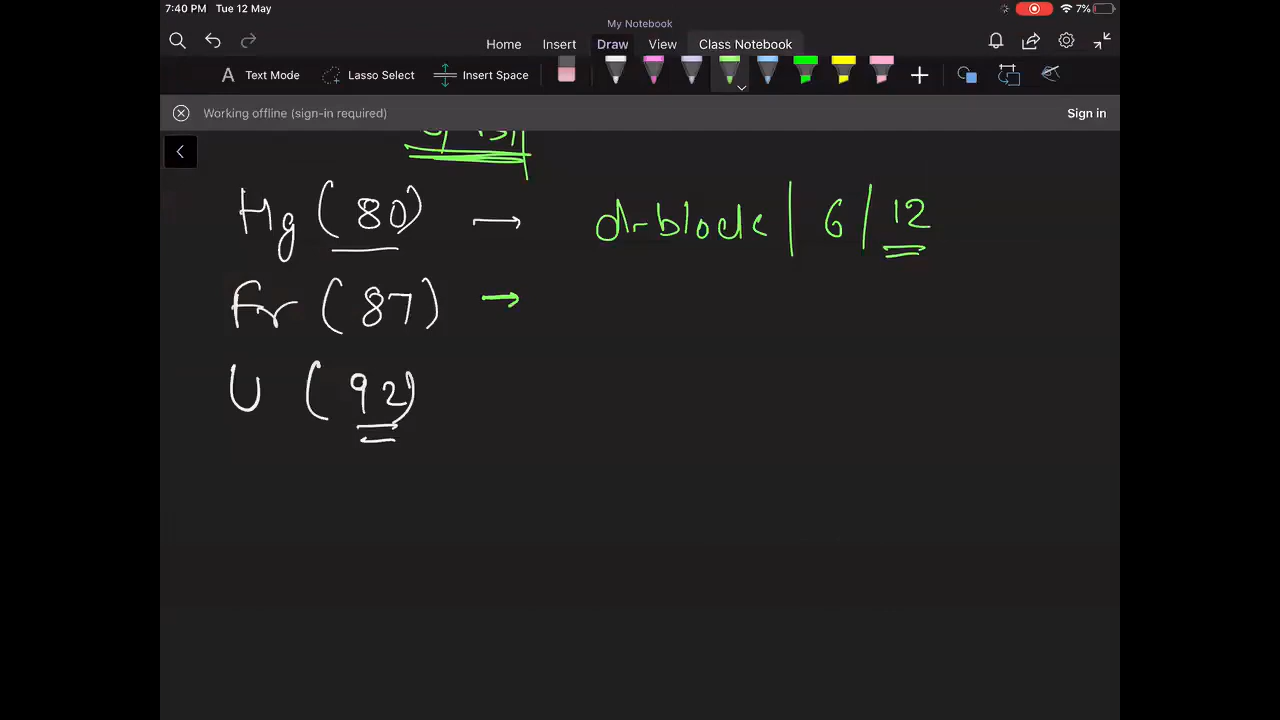 7:40 PM Tue 12 May
7%
My Notebook
Home Insert Draw View Class Notebook
A Text Mode Lasso Select Insert Space
Working offline (sign-in required) Sign in
Hg (80) → d-block | 6 | 12
Fr (87) →
U (92)